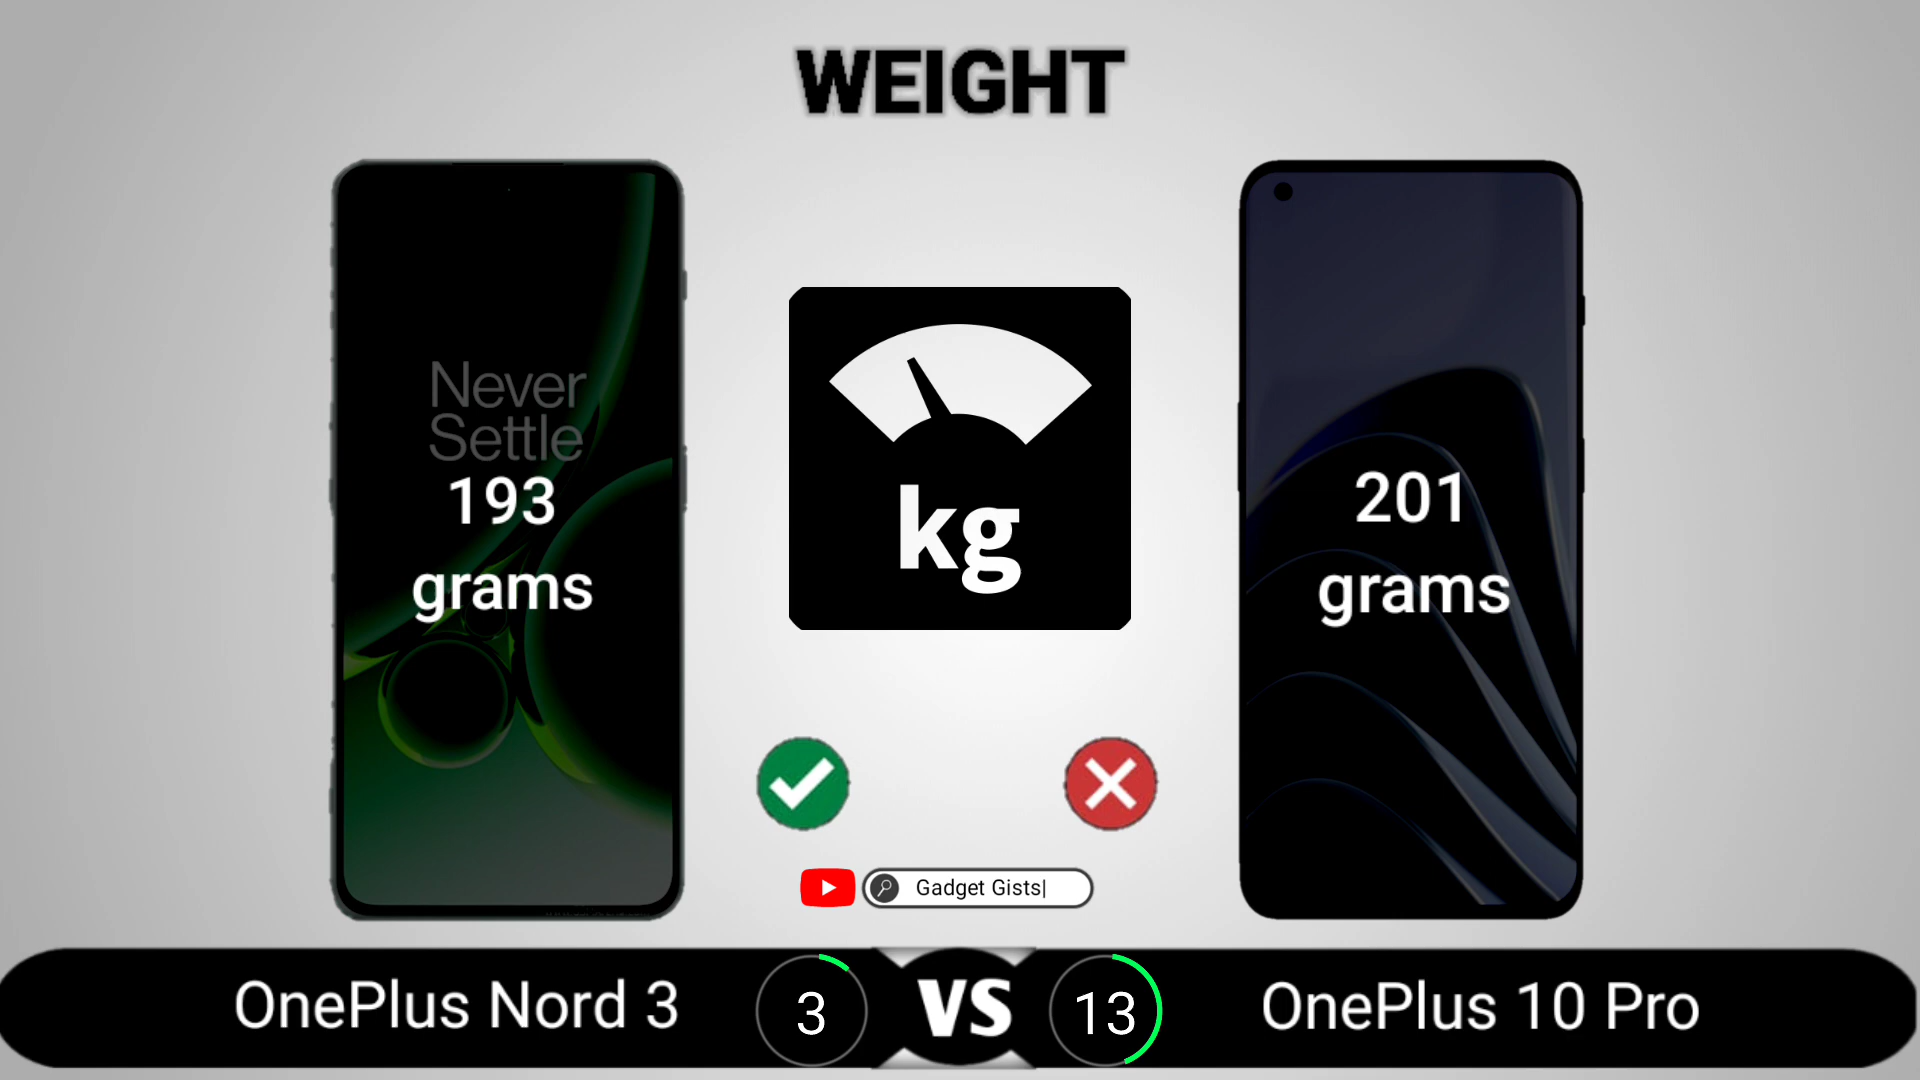 WEIGHT
Never
Settle
193
grams
kg
201
grams
Gadget Gists|
OnePlus Nord 3
3
VS
13
OnePlus 10 Pro